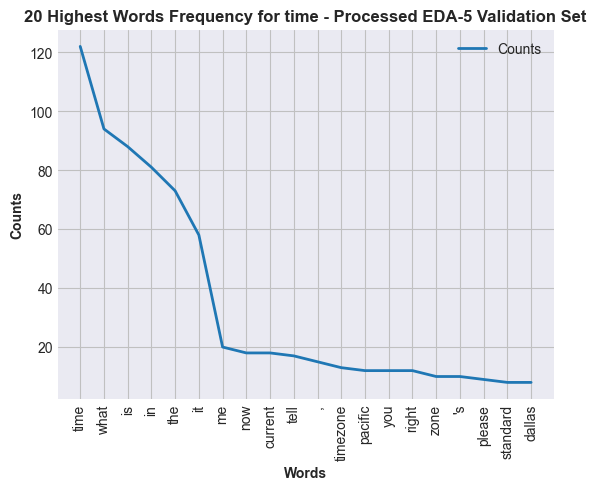 20 Highest Words Frequency for time - Processed EDA-5 Validation Set
Counts
120
100
80
60
40
20
Counts
time
what
is
in
the
it
me
now
current
tell
,
timezone
pacific
you
right
zone
's
please
standard
dallas
Words